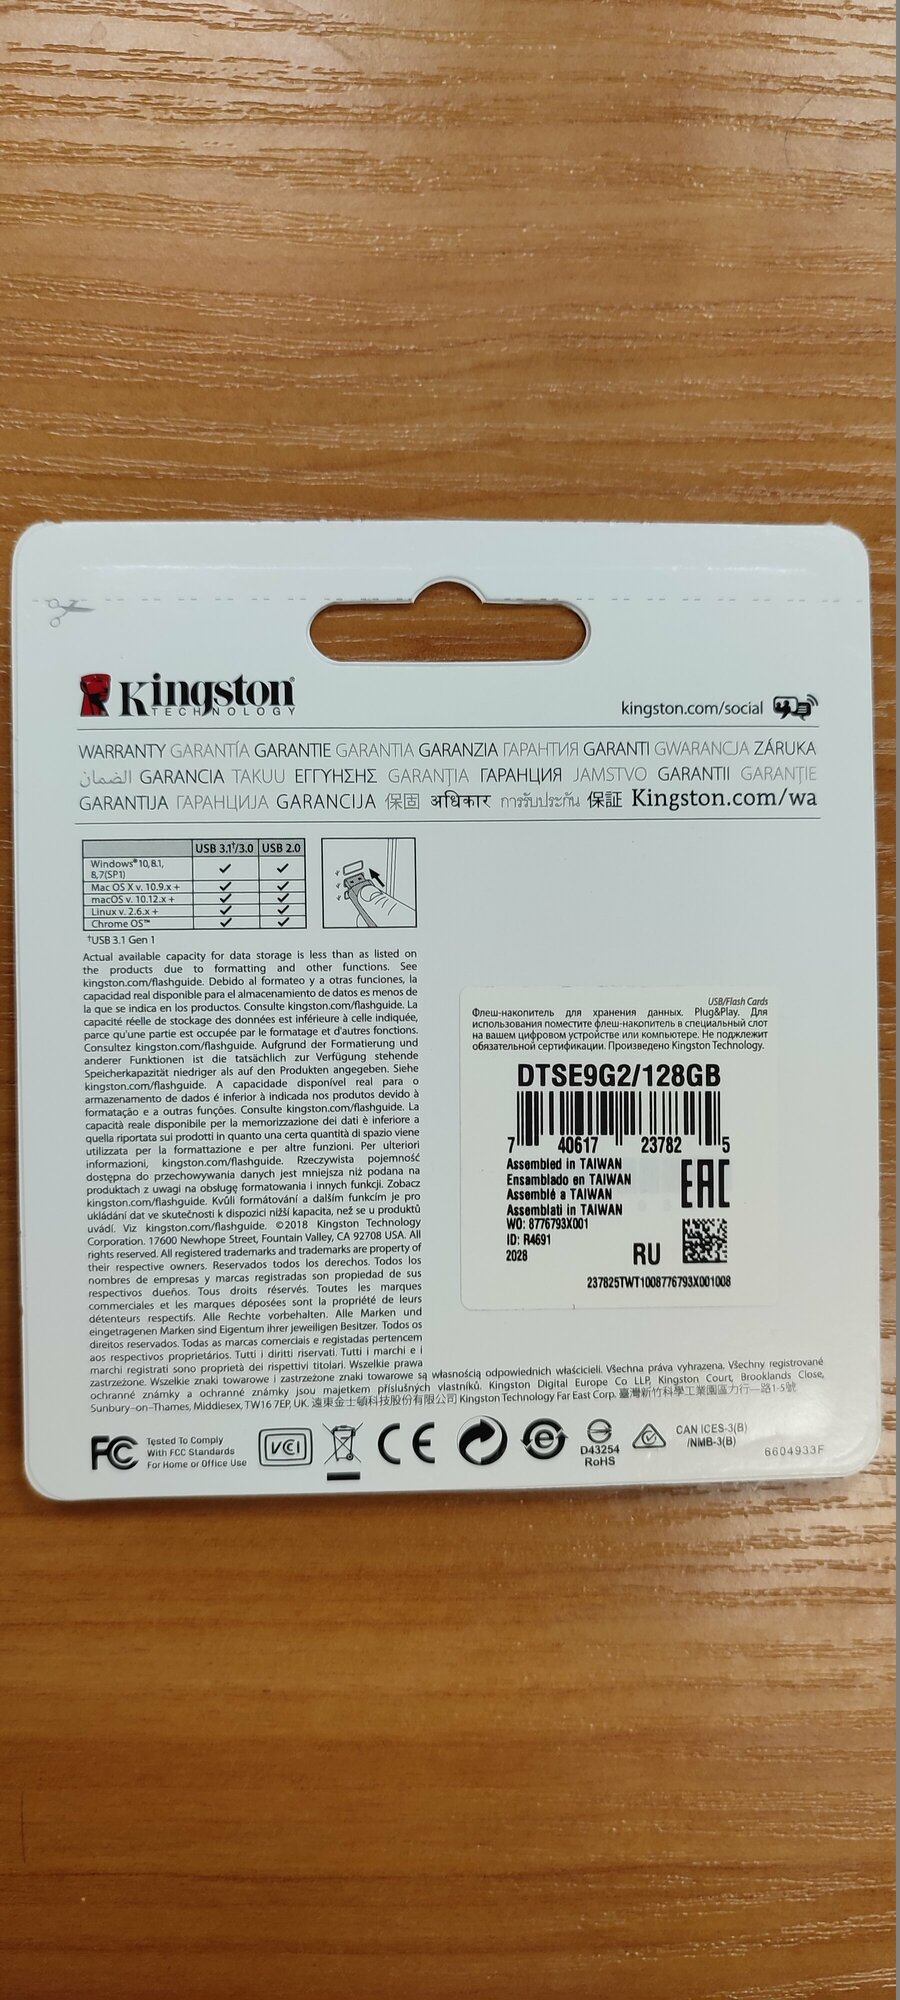 Kingston
TECHNOLOGY
kingston.com/social
WARRANTY GARANTÍA GARANTIE GARANTIA GARANZIA ГАРАНТИЯ GARANTI GWARANCJA ZÁRUKA
الضمان GARANCIA TAKUU ΕΓΓΥΗΣΗΣ GARANŢIA ГАРАНЦИЯ JAMSTVO GARANTII GARANŢIE
GARANTIJA ГАРАНЦИЈА GARANCIJA 保固 अधिकार การรับประกัน 保証 Kingston.com/wa
USB 3.1†/3.0 USB 2.0
Windows® 10, 8.1,
8, 7(SP1)
Mac OS X v. 10.9.x +
macOS v. 10.12.x +
Linux v. 2.6.x +
Chrome OS™
†USB 3.1 Gen 1
Actual available capacity for data storage is less than as listed on
the products due to formatting and other functions. See
kingston.com/flashguide. Debido al formateo y a otras funciones, la
capacidad real disponible para el almacenamiento de datos es menos de
la que se indica en los productos. Consulte kingston.com/flashguide. La
capacité réelle de stockage des données est inférieure à celle indiquée,
parce qu'une partie est occupée par le formatage et d'autres fonctions.
Consultez kingston.com/flashguide. Aufgrund der Formatierung und
anderer Funktionen ist die tatsächlich zur Verfügung stehende
Speicherkapazität niedriger als auf den Produkten angegeben. Siehe
kingston.com/flashguide. A capacidade disponível real para o
armazenamento de dados é inferior à indicada nos produtos devido à
formatação e a outras funções. Consulte kingston.com/flashguide. La
capacità reale disponibile per la memorizzazione dei dati è inferiore a
quella riportata sui prodotti in quanto una certa quantità di spazio viene
utilizzata per la formattazione e per altre funzioni. Per ulteriori
informazioni, kingston.com/flashguide. Rzeczywista pojemność
dostępna do przechowywania danych jest mniejsza niż podana na
produktach z uwagi na obsługę formatowania i innych funkcji. Zobacz
kingston.com/flashguide. Kvůli formátování a dalším funkcím je pro
ukládání dat ve skutečnosti k dispozici nižší kapacita, než se u produktů
uvádí. Viz kingston.com/flashguide. ©2018 Kingston Technology
Corporation. 17600 Newhope Street, Fountain Valley, CA 92708 USA. All
rights reserved. All registered trademarks and trademarks are property of
their respective owners. Reservados todos los derechos. Todos los
nombres de empresas y marcas registradas son propiedad de sus
respectivos dueños. Tous droits réservés. Toutes les marques
commerciales et les marques déposées sont la propriété de leurs
détenteurs respectifs. Alle Rechte vorbehalten. Alle Marken und
eingetragenen Marken sind Eigentum ihrer jeweiligen Besitzer. Todos os
direitos reservados. Todas as marcas comerciais e registadas pertencem
aos respectivos proprietários. Tutti i diritti riservati. Tutti i marchi e i
marchi registrati sono proprietà dei rispettivi titolari. Wszelkie prawa
zastrzeżone. Wszelkie znaki towarowe i zastrzeżone znaki towarowe są własnością odpowiednich właścicieli. Všechna práva vyhrazena. Všechny registrované
ochranné známky a ochranné známky jsou majetkem příslušných vlastníků. Kingston Digital Europe Co LLP, Kingston Court, Brooklands Close,
Sunbury-on-Thames, Middlesex, TW16 7EP, UK. 遠東金士頓科技股份有限公司 Kingston Technology Far East Corp. 臺灣新竹科學工業園區力行一路1-5號
USB/Flash Cards
Флеш-накопитель для хранения данных. Plug&Play. Для
использования поместите флеш-накопитель в специальный слот
на вашем цифровом устройстве или компьютере. Не поджлежит
обязательной сертификации. Произведено Kingston Technology.
DTSE9G2/128GB
7 40617 23782 5
Assembled in TAIWAN
Ensamblado en TAIWAN
Assemblé a TAIWAN
Assemblati in TAIWAN
WO: 8776793X001
ID: R4691
2028
EAC
RU
237825TWT1008776793X001008
FC
Tested To Comply
With FCC Standards
For Home or Office Use
VCI
CE
D43254
RoHS
CAN ICES-3(B)
/NMB-3(B)
6604933F